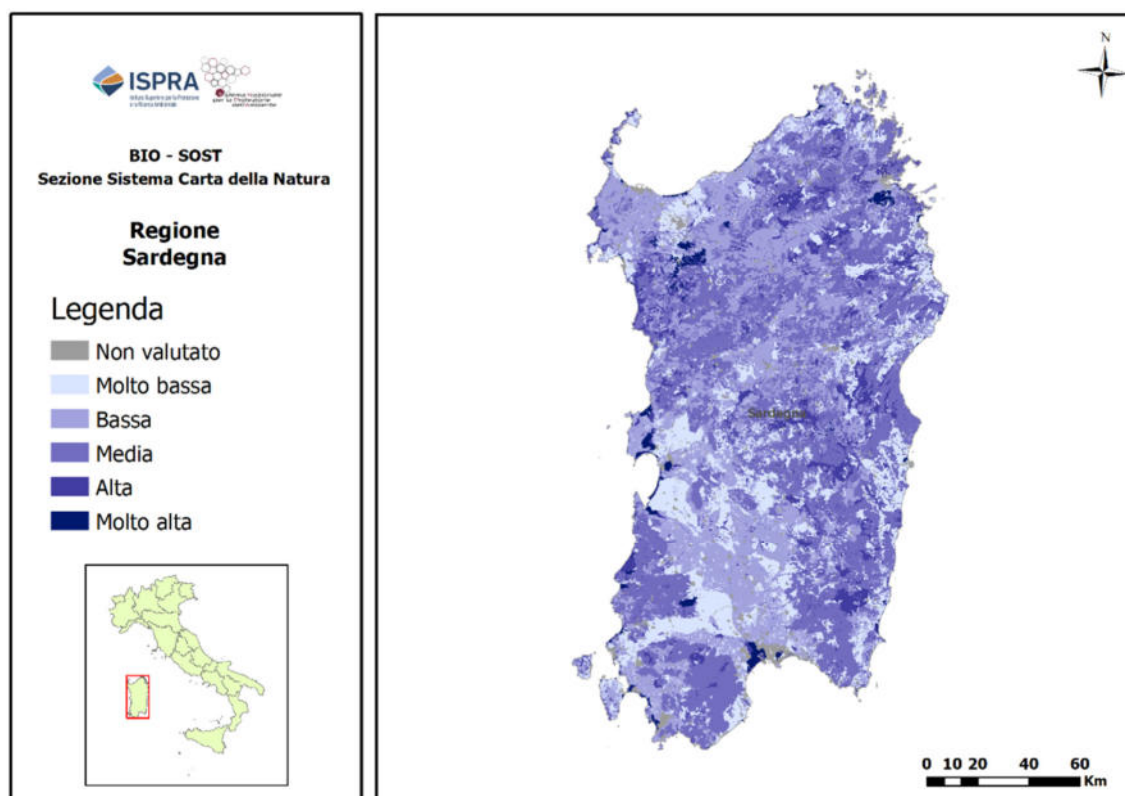 ISPRA
BIO - SOST
Sezione Sistema Carta della Natura
Regione
Sardegna
Legenda
Non valutato
Molto bassa
Bassa
Media
Alta
Molto alta
N
Sardegna
0 10 20 40 60
Km